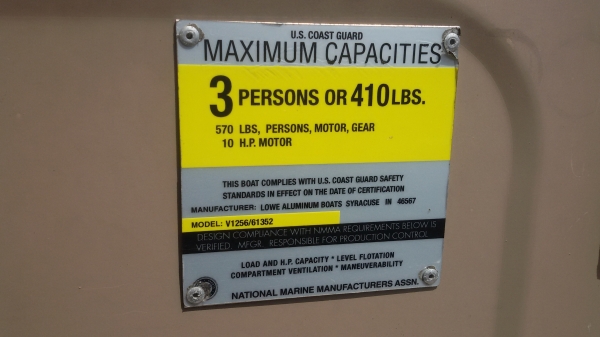 U.S. COAST GUARD
MAXIMUM CAPACITIES
3 PERSONS OR 410 LBS.
570 LBS, PERSONS, MOTOR, GEAR
10 H.P. MOTOR
THIS BOAT COMPLIES WITH U.S. COAST GUARD SAFETY
STANDARDS IN EFFECT ON THE DATE OF CERTIFICATION
MANUFACTURER: LOWE ALUMINUM BOATS SYRACUSE IN 46567
MODEL: V1256/61352
DESIGN COMPLIANCE WITH NMMA REQUIREMENTS BELOW IS
VERIFIED. MFGR. RESPONSIBLE FOR PRODUCTION CONTROL
LOAD AND H.P. CAPACITY * LEVEL FLOTATION
COMPARTMENT VENTILATION * MANEUVERABILITY
NATIONAL MARINE MANUFACTURERS ASSN.